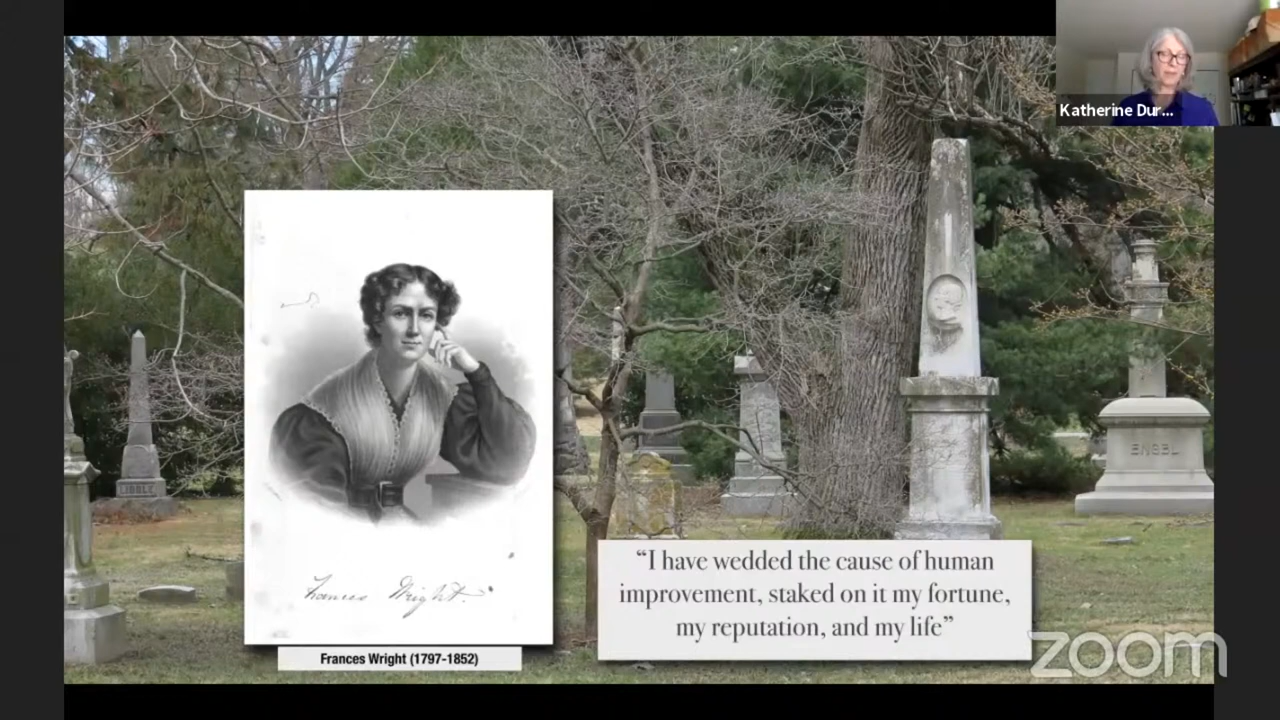 Katherine Dur...
ENGEL
LIBBLE
Frances Wright.
Frances Wright (1797-1852)
“I have wedded the cause of human
improvement, staked on it my fortune,
my reputation, and my life”
zoom